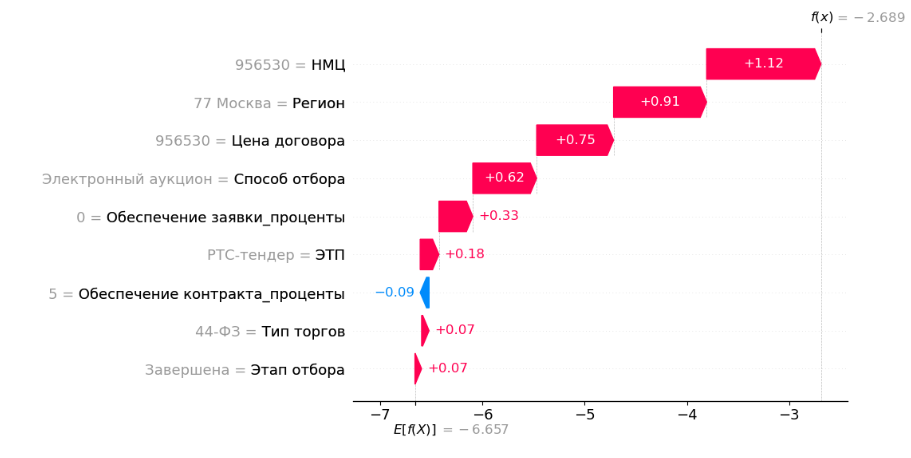 f(x) = −2.689
956530 = НМЦ
+1.12
77 Москва = Регион
+0.91
956530 = Цена договора
+0.75
Электронный аукцион = Способ отбора
+0.62
0 = Обеспечение заявки_проценты
+0.33
РТС-тендер = ЭТП
+0.18
5 = Обеспечение контракта_проценты
−0.09
44-ФЗ = Тип торгов
+0.07
Завершена = Этап отбора
+0.07
−7 −6 −5 −4 −3
E[f(X)] = −6.657